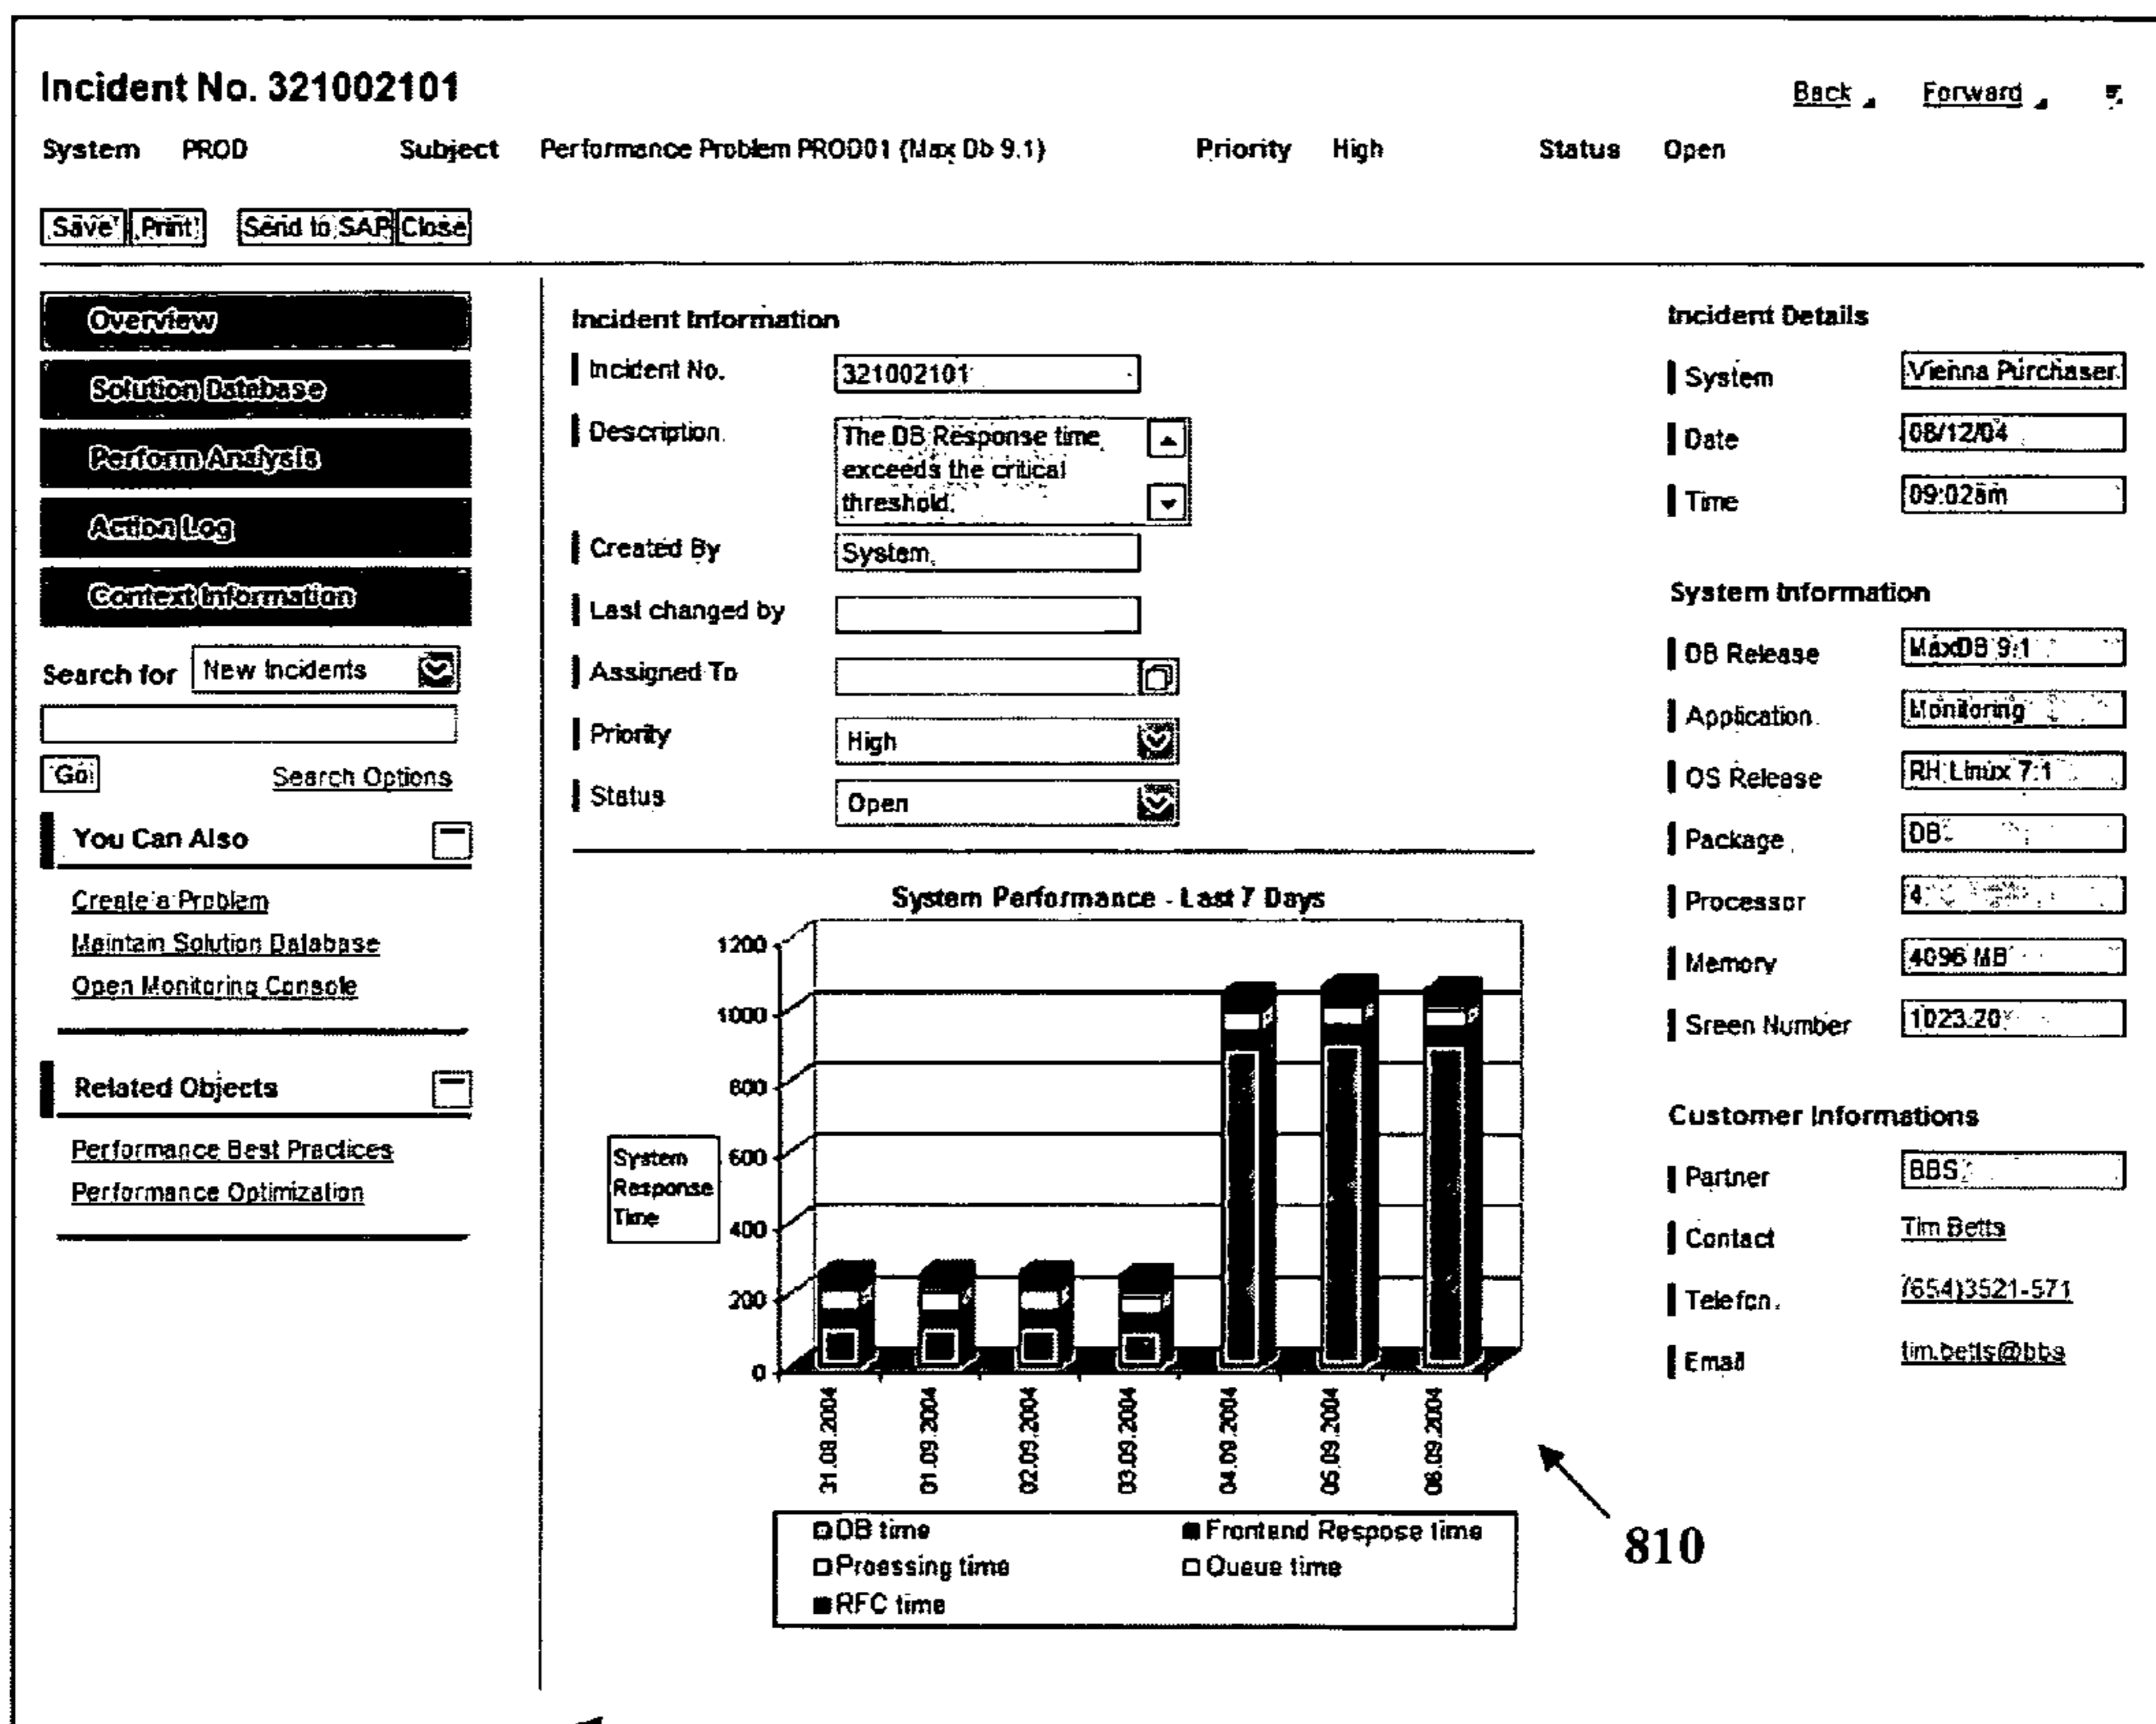 Incident No. 321002101
Back Forward
System PROD Subject Performance Problem PROD01 (Max Db 9.1) Priority High Status Open
Save Print Send to SAP Close
Overview
Solution Database
Perform Analysis
Action Log
Context Information
Search for New Incidents
Go Search Options
You Can Also
Create a Problem
Maintain Solution Database
Open Monitoring Console
Related Objects
Performance Best Practices
Performance Optimization
Incident Information
Incident No. 321002101
Description The DB Response time
exceeds the critical
threshold.
Created By System
Last changed by
Assigned To
Priority High
Status Open
System Performance - Last 7 Days
1200
1000
800
600
400
200
0
System
Response
Time
31.08.2004
01.09.2004
02.09.2004
03.09.2004
04.09.2004
05.09.2004
06.09.2004
DB time Frontend Respose time
Proessing time Queue time
RFC time
810
Incident Details
System Vienna Purchaser
Date 08/12/04
Time 09:02am
System Information
DB Release MaxDB 9.1
Application Monitoring
OS Release RH Linux 7.1
Package DB
Processor 4
Memory 4096 MB
Sreen Number 1023.20
Customer Informations
Partner BBS
Contact Tim Betts
Telefon (654)3521-571
Email tim.betts@bbs